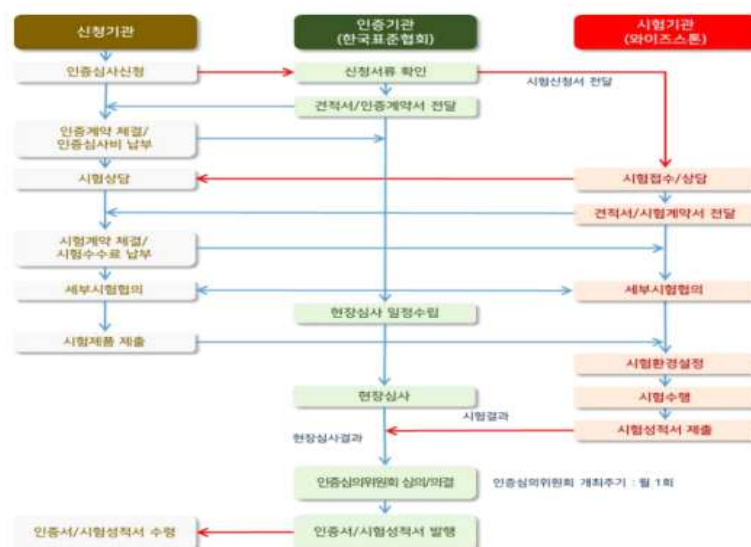 신청기관
인증기관
(한국표준협회)
시험기관
(와이즈스톤)
인증심사신청
신청서류 확인
시험신청서 전달
견적서/인증계약서 전달
인증계약 체결/
인증심사비 납부
시험상담
시험접수/상담
견적서/시험계약서 전달
시험계약 체결/
시험수수료 납부
세부시험협의
세부시험협의
현장심사 일정수립
시험제품 제출
시험환경설정
현장심사
시험수행
시험결과
시험성적서 제출
현장심사결과
인증심의위원회 심의/의결
인증심의위원회 개최주기 : 월 1회
인증서/시험성적서 수령
인증서/시험성적서 발행